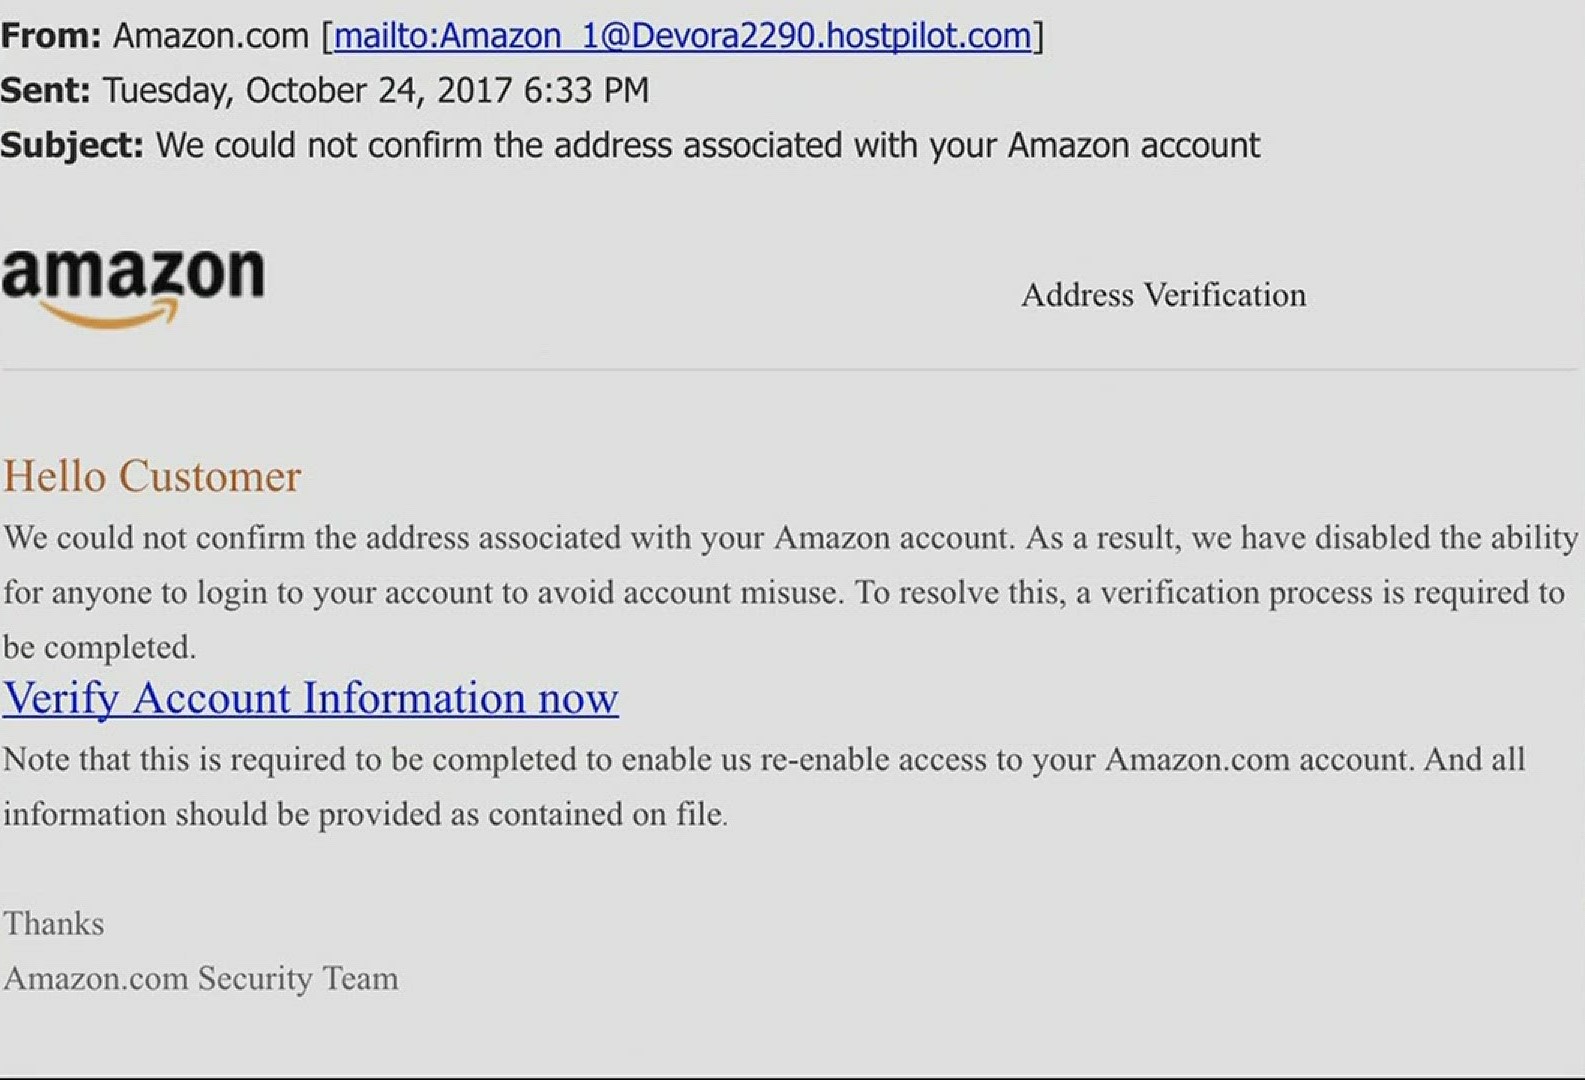 From: Amazon.com [mailto:Amazon_1@Devora2290.hostpilot.com]
Sent: Tuesday, October 24, 2017 6:33 PM
Subject: We could not confirm the address associated with your Amazon account
amazon
Address Verification
Hello Customer
We could not confirm the address associated with your Amazon account. As a result, we have disabled the ability
for anyone to login to your account to avoid account misuse. To resolve this, a verification process is required to
be completed.
Verify Account Information now
Note that this is required to be completed to enable us re-enable access to your Amazon.com account. And all
information should be provided as contained on file.
Thanks
Amazon.com Security Team